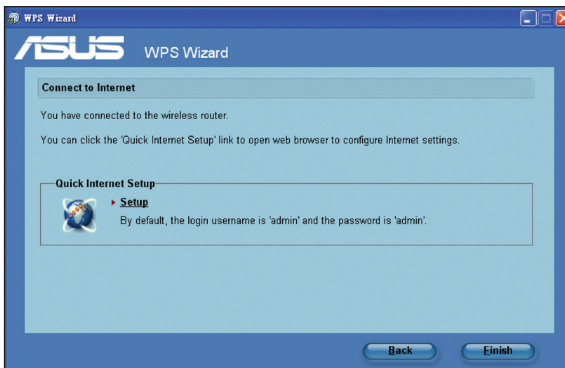 WPS Wizard
ASUS WPS Wizard
Connect to Internet
You have connected to the wireless router.
You can click the 'Quick Internet Setup' link to open web browser to configure Internet settings.
Quick Internet Setup
Setup
By default, the login username is 'admin' and the password is 'admin'.
Back Finish